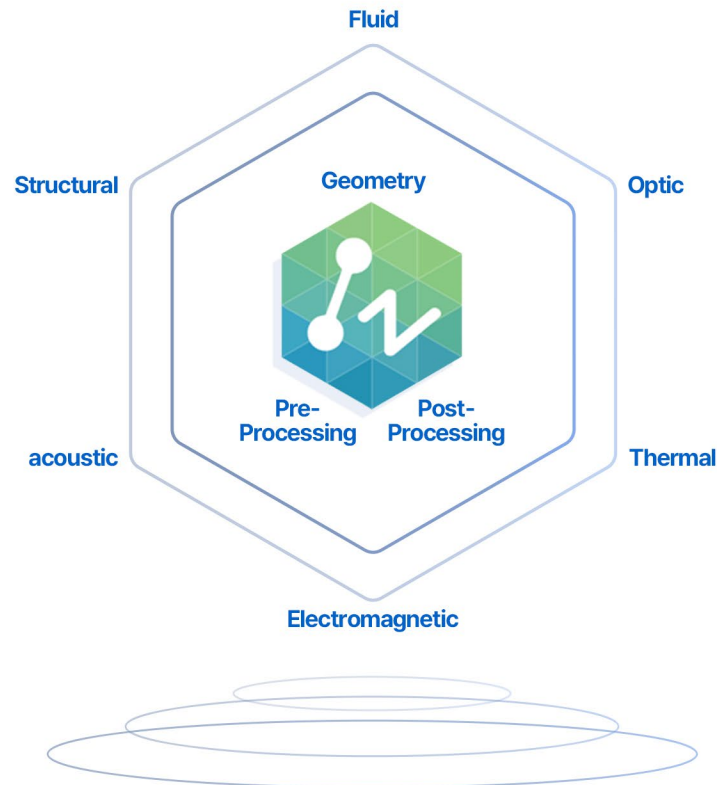 Fluid
Structural
Optic
Geometry
Pre-
Processing
Post-
Processing
acoustic
Thermal
Electromagnetic